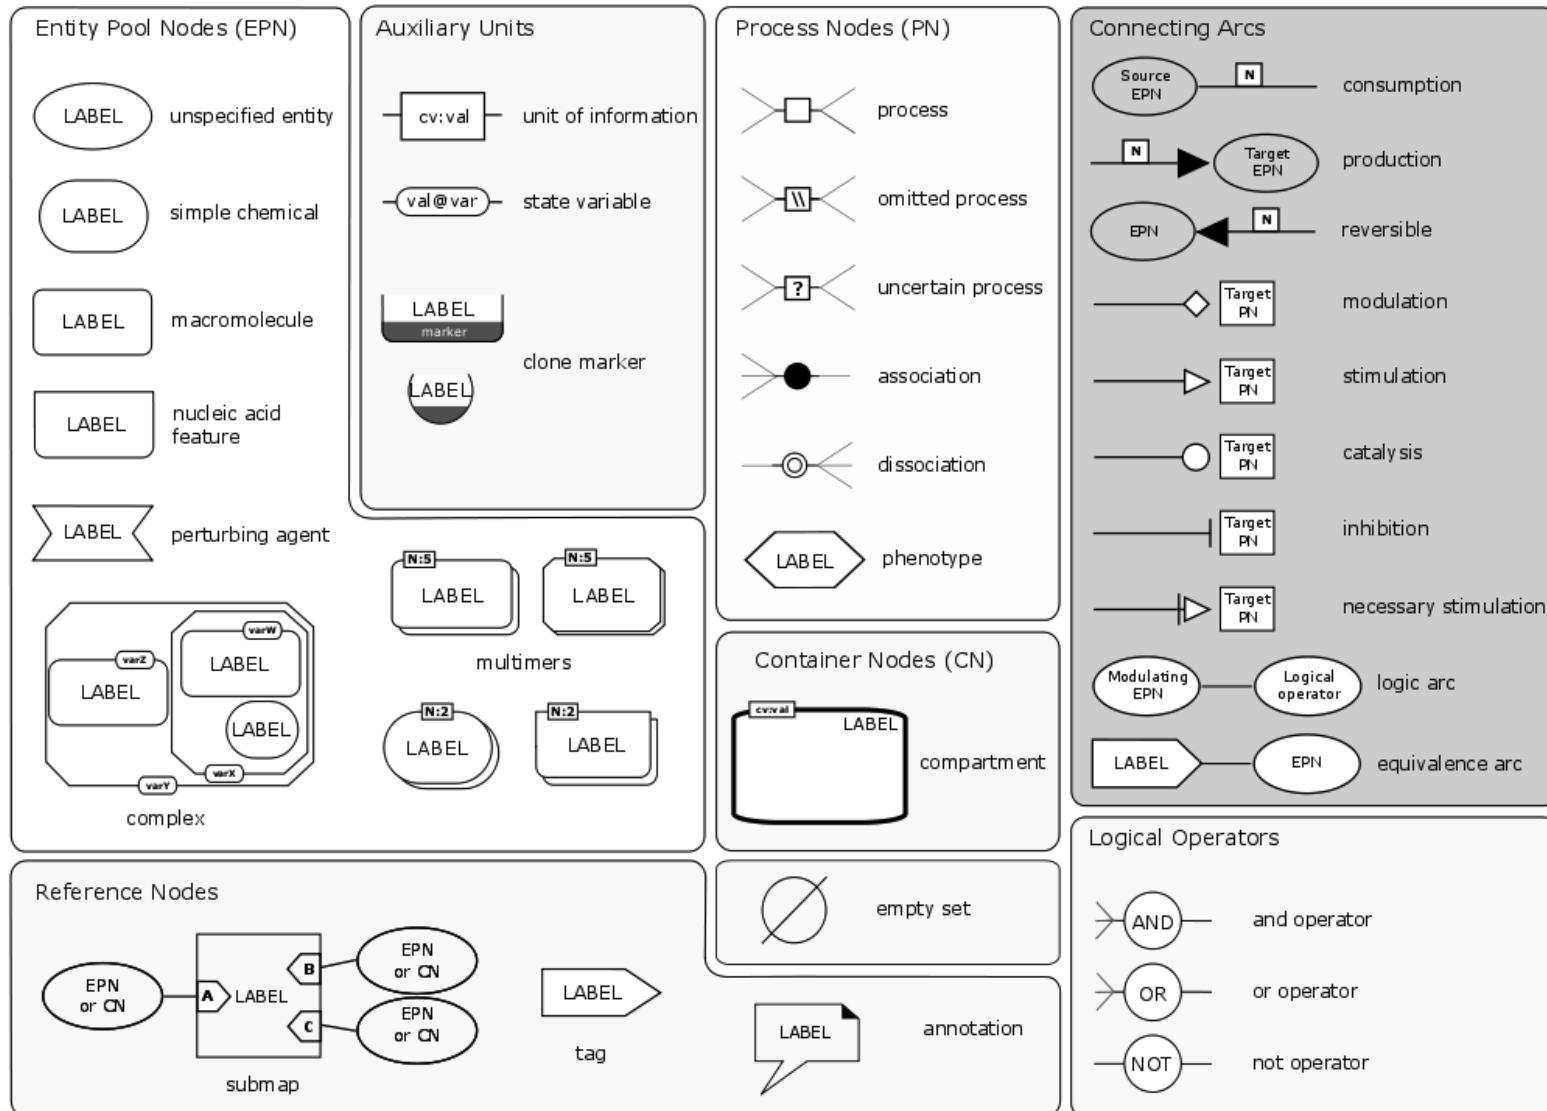 Entity Pool Nodes (EPN)
LABEL unspecified entity
LABEL simple chemical
LABEL macromolecule
LABEL nucleic acid
feature
LABEL perturbing agent
varW
varZ
LABEL
LABEL
LABEL
varX
varY
complex
N:5 N:5
LABEL LABEL
multimers
N:2 N:2
LABEL LABEL
Auxiliary Units
cv:val unit of information
val@var state variable
LABEL
marker
clone marker
LABEL
Process Nodes (PN)
process
\\ omitted process
? uncertain process
association
dissociation
LABEL phenotype
Container Nodes (CN)
cv:val
LABEL
compartment
empty set
Connecting Arcs
Source
EPN
N
consumption
N
Target
EPN
production
EPN
N
reversible
Target
PN
modulation
Target
PN
stimulation
Target
PN
catalysis
Target
PN
inhibition
Target
PN
necessary stimulation
Modulating
EPN
Logical
operator
logic arc
LABEL EPN equivalence arc
Logical Operators
AND and operator
OR or operator
NOT not operator
Reference Nodes
EPN
or CN
A LABEL
B
C
EPN
or CN
EPN
or CN
submap
LABEL
tag
LABEL
annotation